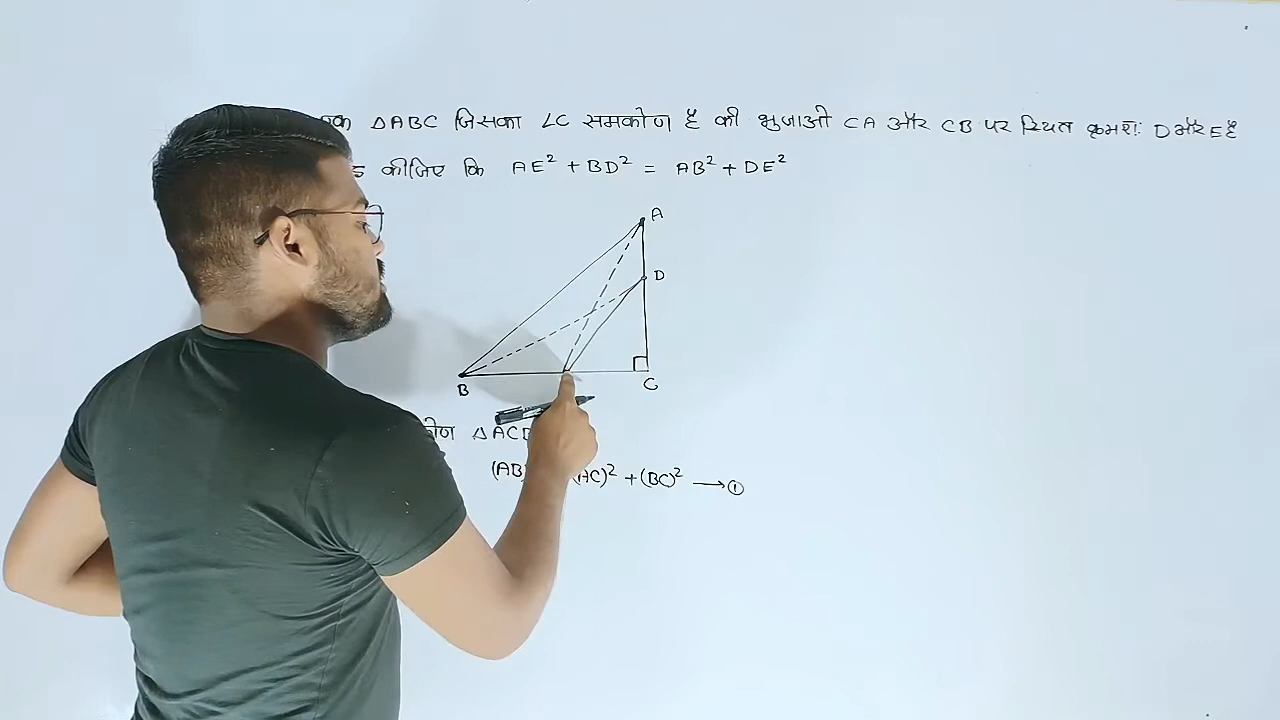 △ABC जिसका ∠C समकोण है की भुजाओं CA और CB पर स्थित क्रमशः D और E है
कीजिए कि AE² + BD² = AB² + DE²
A
D
B
C
△ACB
(AB) (AC)² + (BC)² → ①